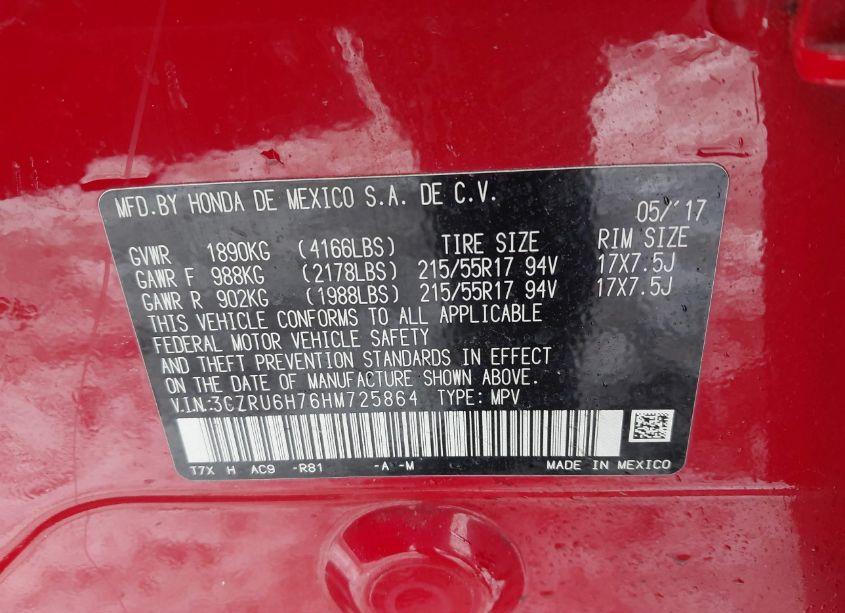 MFD.BY HONDA DE MEXICO S.A. DE C.V. 05/'17
GVWR 1890KG (4166LBS) TIRE SIZE RIM SIZE
GAWR F 988KG (2178LBS) 215/55R17 94V 17X7.5J
GAWR R 902KG (1988LBS) 215/55R17 94V 17X7.5J
THIS VEHICLE CONFORMS TO ALL APPLICABLE
FEDERAL MOTOR VEHICLE SAFETY
AND THEFT PREVENTION STANDARDS IN EFFECT
ON THE DATE OF MANUFACTURE SHOWN ABOVE.
V.I.N:3CZRU6H76HM725864 TYPE: MPV
T7X H AC9 -R81 -A -M MADE IN MEXICO